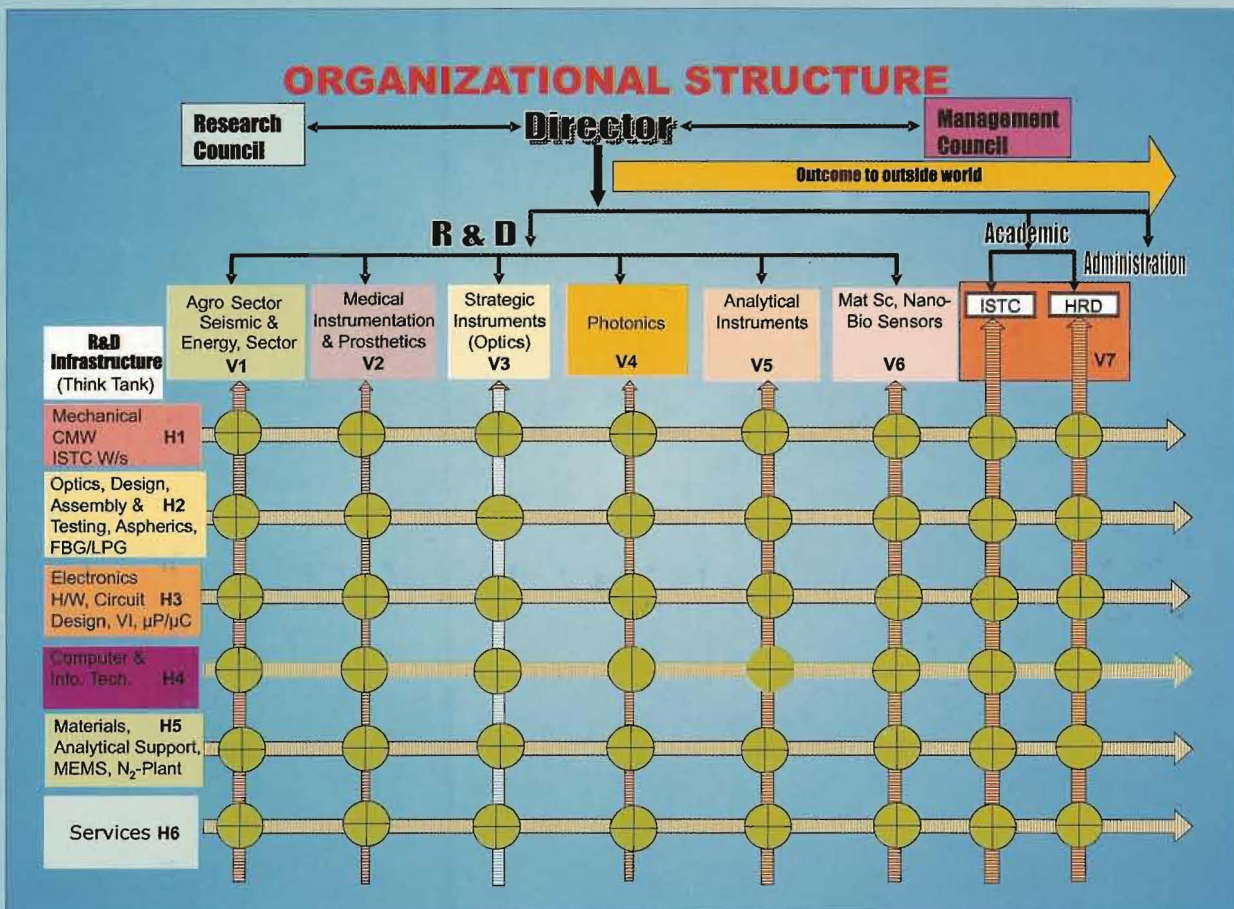 ORGANIZATIONAL STRUCTURE
Research
Council
Director
Management
Council
Outcome to outside world
R & D
Academic
Administration
Agro Sector
Seismic &
Energy, Sector
V1
Medical
Instrumentation
& Prosthetics
V2
Strategic
Instruments
(Optics)
V3
Photonics
V4
Analytical
Instruments
V5
Mat Sc, Nano-
Bio Sensors
V6
ISTC
HRD
V7
R&D
Infrastructure
(Think Tank)
Mechanical
CMW H1
ISTC W/s
Optics, Design,
Assembly & H2
Testing, Aspherics,
FBG/LPG
Electronics
H/W, Circuit H3
Design, VI, µP/µC
Computer &
Info. Tech. H4
Materials, H5
Analytical Support,
MEMS, N₂-Plant
Services H6